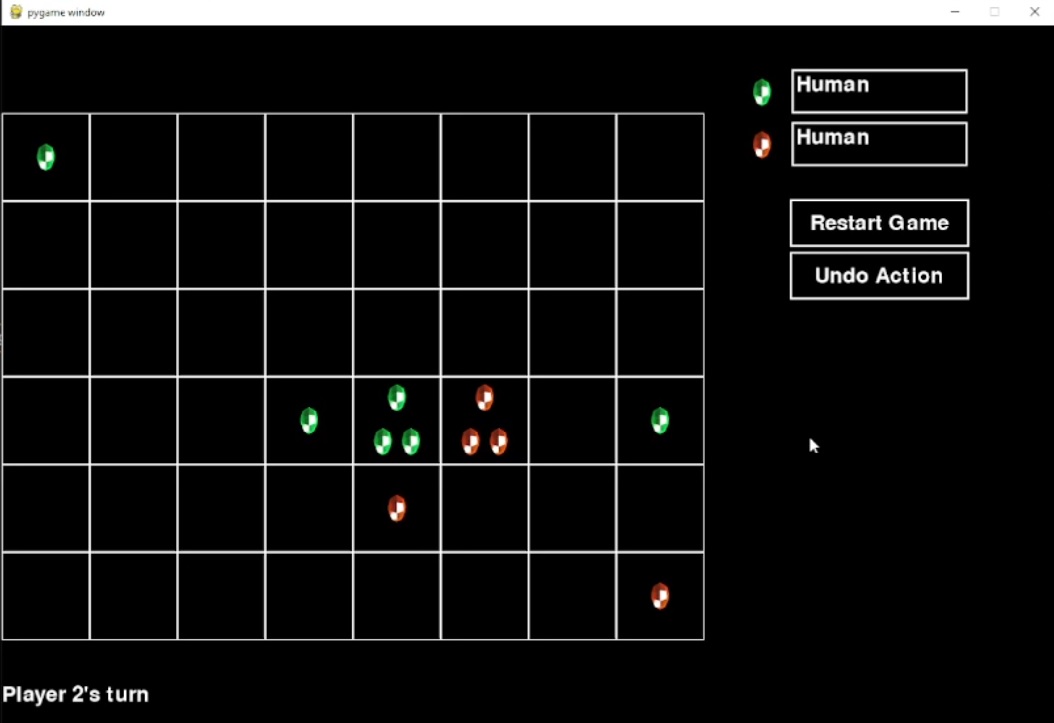 pygame window
Human
Human
Restart Game
Undo Action
Player 2's turn